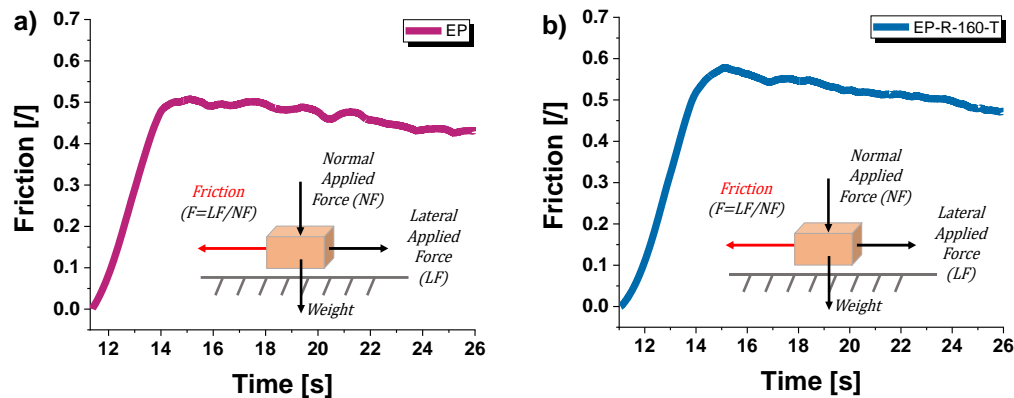 a)
EP
Friction [/]
0.7
0.6
0.5
0.4
0.3
0.2
0.1
0.0
Normal
Applied
Force (NF)
Friction
(F=LF/NF)
Lateral
Applied
Force
(LF)
Weight
12 14 16 18 20 22 24 26
Time [s]
b)
EP-R-160-T
Friction [/]
0.7
0.6
0.5
0.4
0.3
0.2
0.1
0.0
Normal
Applied
Force (NF)
Friction
(F=LF/NF)
Lateral
Applied
Force
(LF)
Weight
12 14 16 18 20 22 24 26
Time [s]